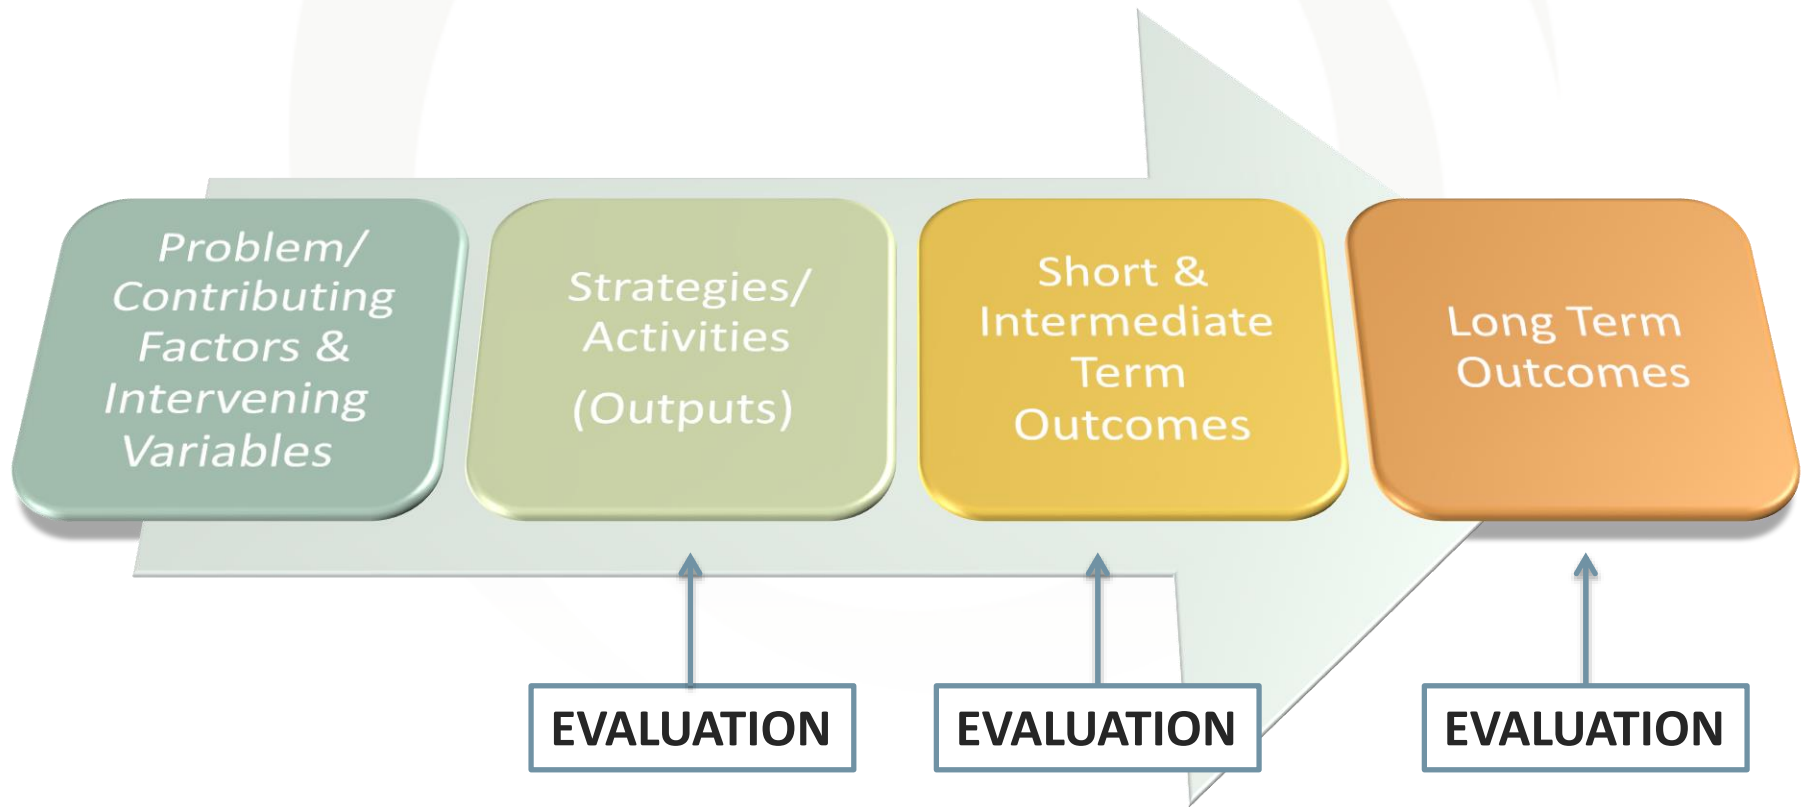 Problem/
Contributing
Factors &
Intervening
Variables
Strategies/
Activities
(Outputs)
Short &
Intermediate
Term
Outcomes
Long Term
Outcomes
EVALUATION
EVALUATION
EVALUATION